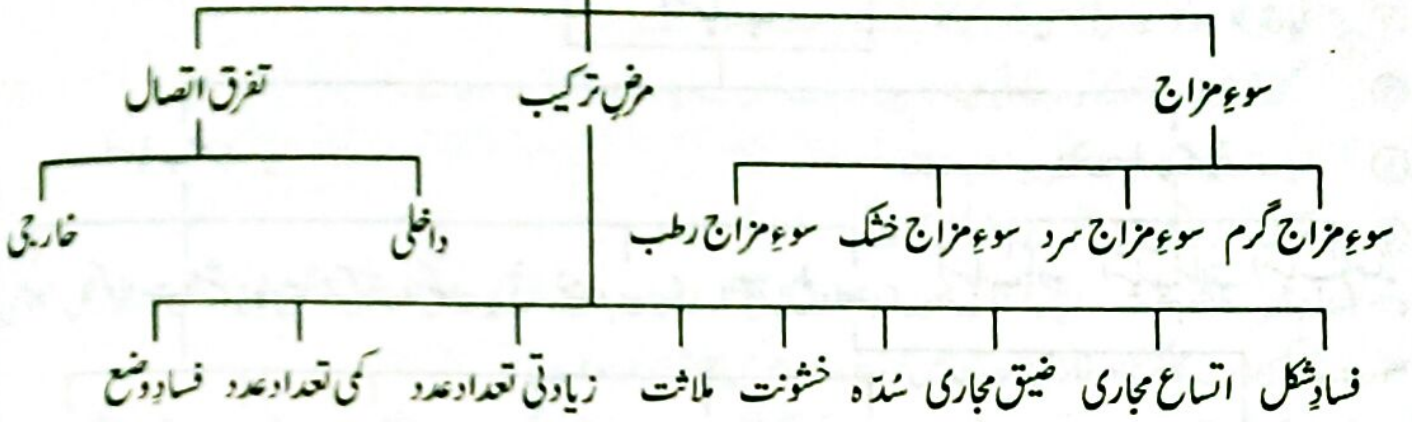 سوءِ مزاج مرضِ ترکیب تفرق اتصال
سوءِ مزاج گرم سوءِ مزاج سرد سوءِ مزاج خشک سوءِ مزاج رطب داخلی خارجی
فسادِ شکل اتساع مجاری ضیق مجاری سُدّہ خشونت ملاثت زیادتی تعداد عدد کمی تعداد عدد فسادِ وضع